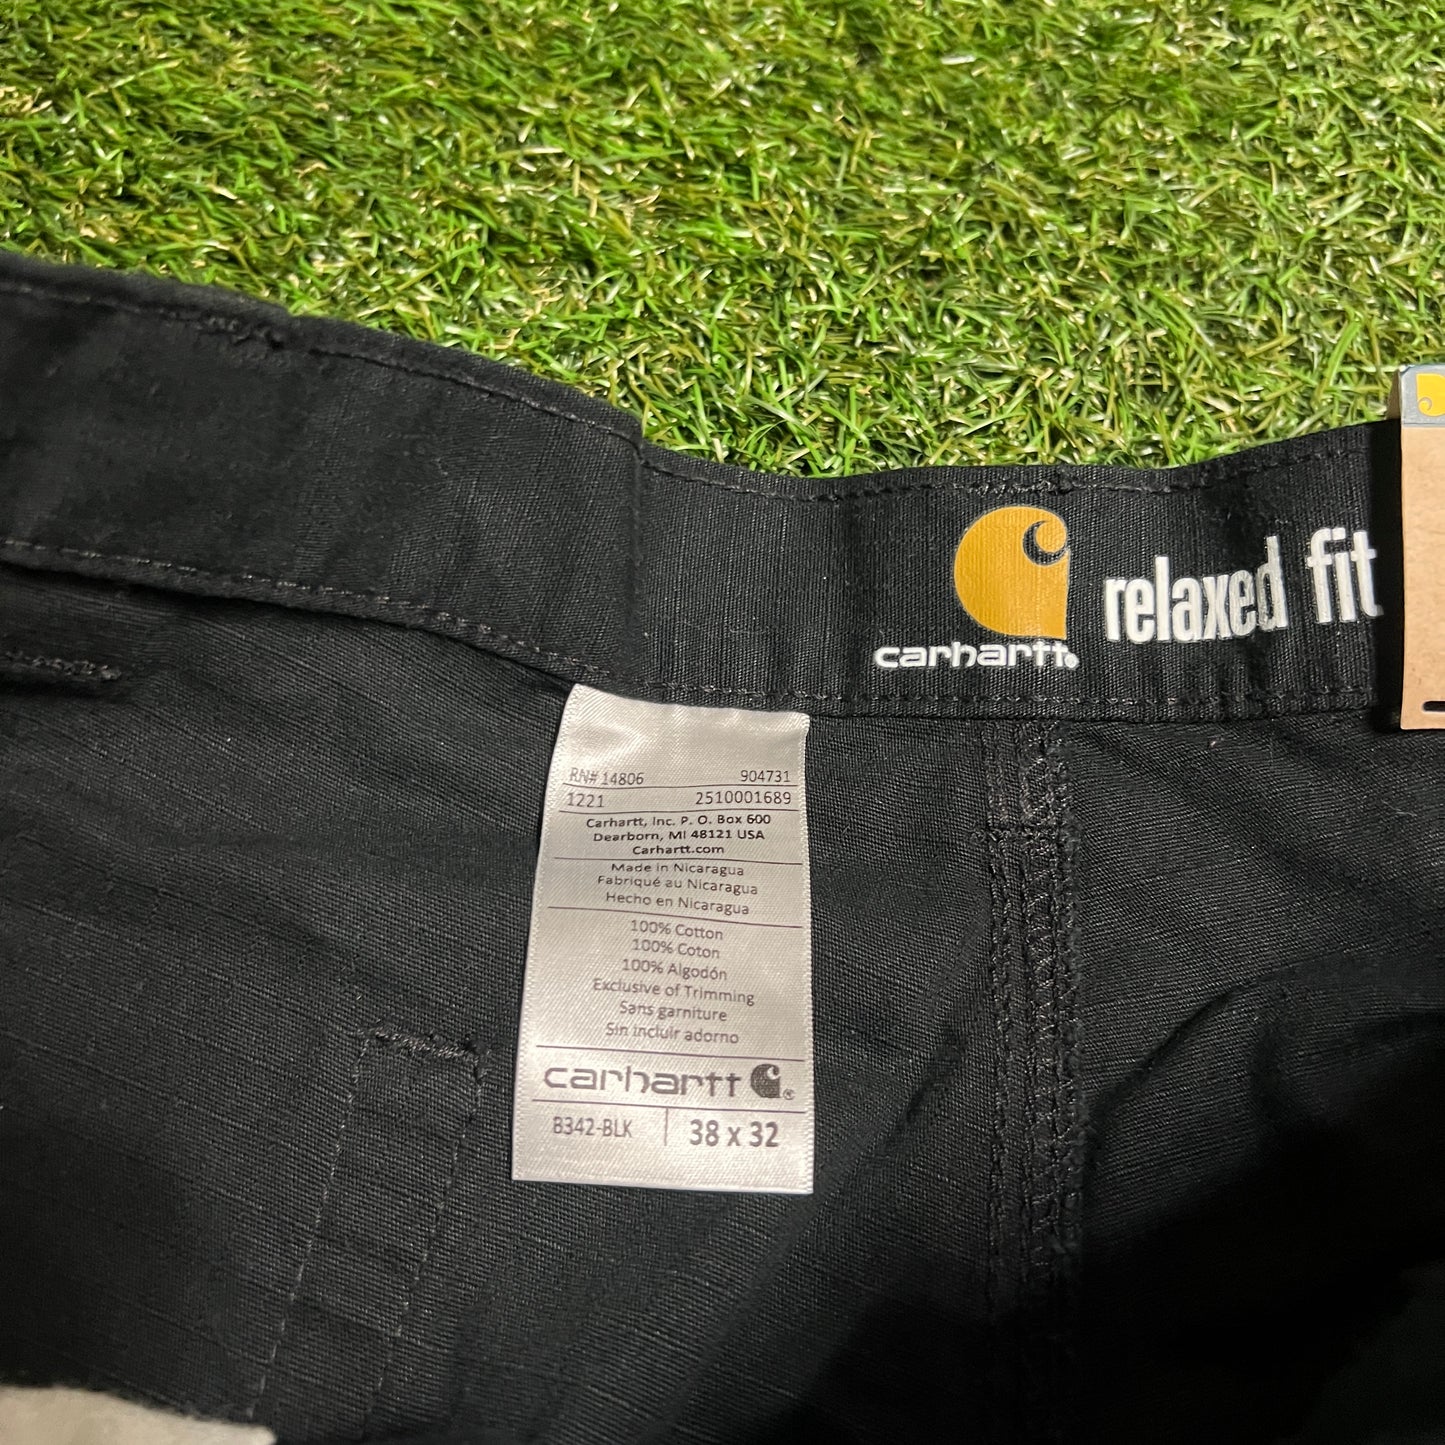 carhartt® relaxed fit
RN# 14806 904731
1221 2510001689
Carhartt, Inc. P. O. Box 600
Dearborn, MI 48121 USA
Carhartt.com
Made in Nicaragua
Fabriqué au Nicaragua
Hecho en Nicaragua
100% Cotton
100% Coton
100% Algodón
Exclusive of Trimming
Sans garniture
Sin incluir adorno
carhartt ®
B342-BLK 38 x 32